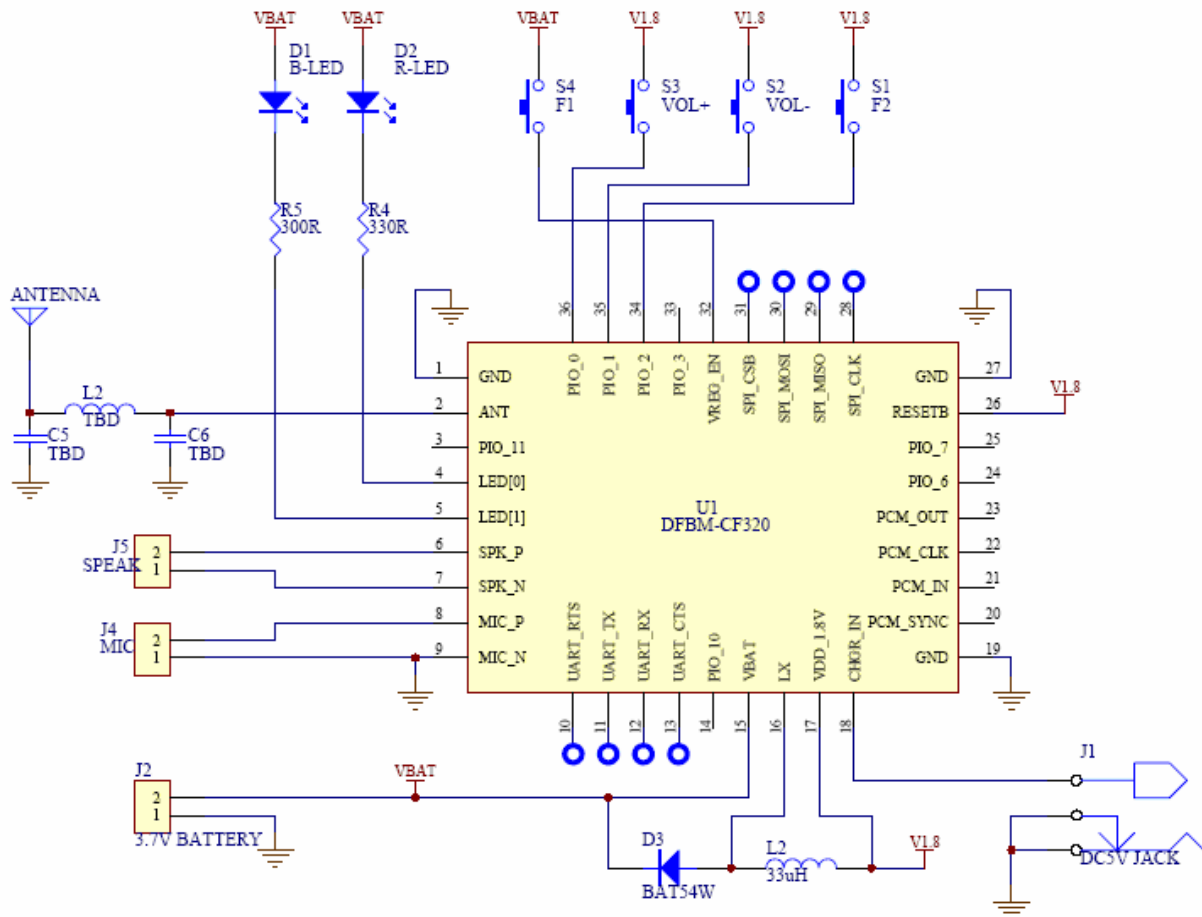 VBAT
VBAT
VBAT
V1.8
V1.8
V1.8
D1
B-LED
D2
R-LED
S4
F1
S3
VOL+
S2
VOL-
S1
F2
R5
300R
R4
330R
ANTENNA
L2
TBD
C5
TBD
C6
TBD
36
35
34
33
32
31
30
29
28
PIO_0
PIO_1
PIO_2
PIO_3
VREG_EN
SPI_CSB
SPI_MOSI
SPI_MISO
SPI_CLK
1 GND
2 ANT
3 PIO_11
4 LED[0]
5 LED[1]
6 SPK_P
7 SPK_N
8 MIC_P
9 MIC_N
U1
DFBM-CF320
GND 27
RESETB 26
V1.8
PIO_7 25
PIO_6 24
PCM_OUT 23
PCM_CLK 22
PCM_IN 21
PCM_SYNC 20
GND 19
UART_RTS
UART_TX
UART_RX
UART_CTS
PIO_10
VBAT
LX
VDD_1.8V
CHGR_IN
10
11
12
13
14
15
16
17
18
J5
SPEAK
2
1
J4
MIC
2
1
J2
2
1
3.7V BATTERY
VBAT
D3
BAT54W
L2
33uH
V1.8
J1
DC5V JACK